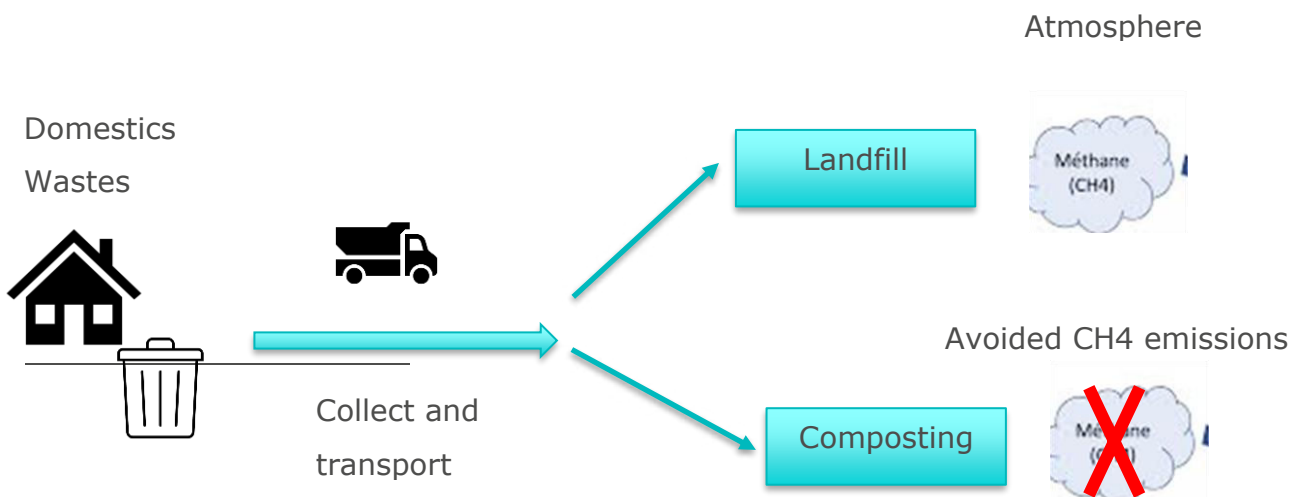 Atmosphere
Domestics
Wastes
Landfill
Méthane
(CH4)
Avoided CH4 emissions
Collect and
transport
Composting